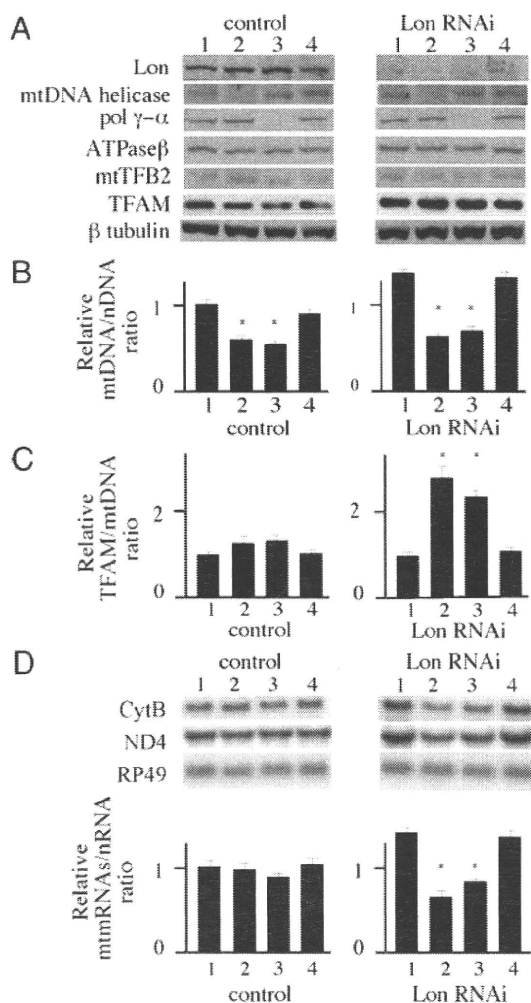 A
control
Lon RNAi
1 2 3 4
1 2 3 4
Lon
mtDNA helicase
pol γ-α
ATPaseβ
mtTFB2
TFAM
β tubulin
B
Relative
mtDNA/nDNA
ratio
1
0
* *
1 2 3 4
control
1
0
* *
1 2 3 4
Lon RNAi
C
Relative
TFAM/mtDNA
ratio
2
0
1 2 3 4
control
2
0
* *
1 2 3 4
Lon RNAi
D
control
Lon RNAi
1 2 3 4
1 2 3 4
CytB
ND4
RP49
Relative
mtmRNAs/nRNA
ratio
1
0
1 2 3 4
control
1
0
* *
1 2 3 4
Lon RNAi